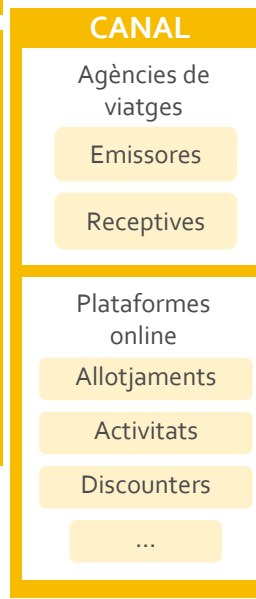 CANAL
Agències de
viatges
Emissores
Receptives
Plataformes
online
Allotjaments
Activitats
Discounters
...